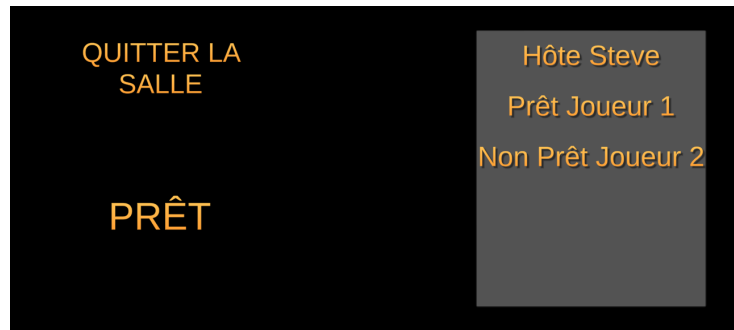 QUITTER LA
SALLE
PRÊT
Hôte Steve
Prêt Joueur 1
Non Prêt Joueur 2